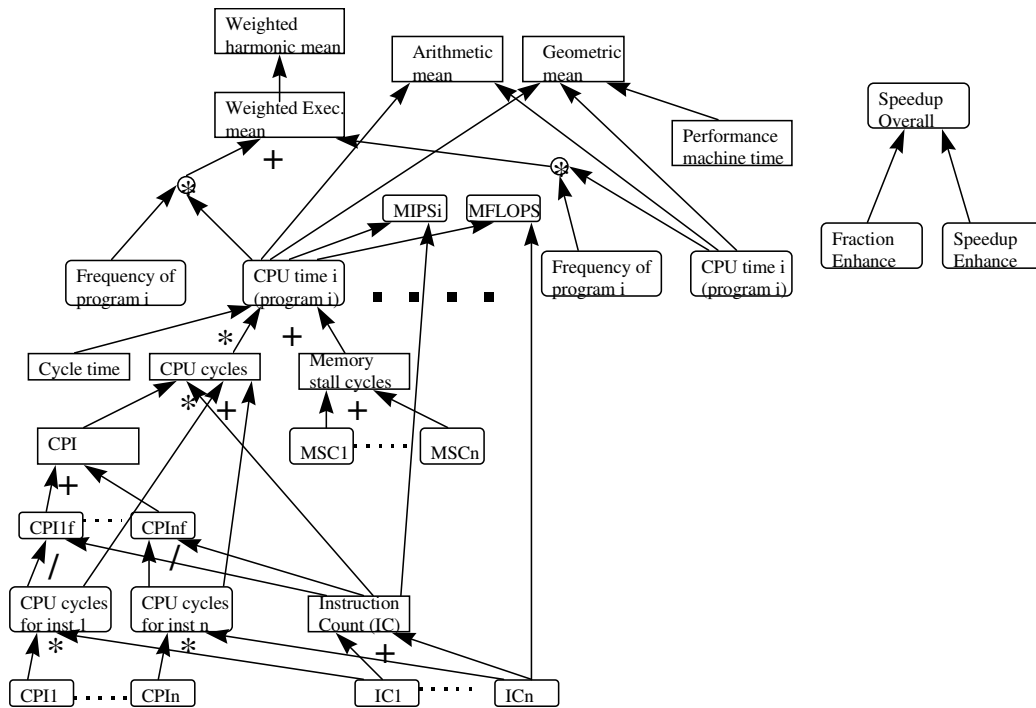 Weighted
harmonic mean
Arithmetic
mean
Geometric
mean
Weighted Exec.
mean
+
Performance
machine time
Speedup
Overall
*
*
MIPSi
MFLOPS
Frequency of
program i
CPU time i
(program i)
Frequency of
program i
CPU time i
(program i)
Fraction
Enhance
Speedup
Enhance
* +
Cycle time
CPU cycles
Memory
stall cycles
* + +
CPI
MSC1
MSCn
+
CPI1f
CPInf
/ /
CPU cycles
for inst 1
CPU cycles
for inst n
Instruction
Count (IC)
* * +
CPI1
CPIn
IC1
ICn